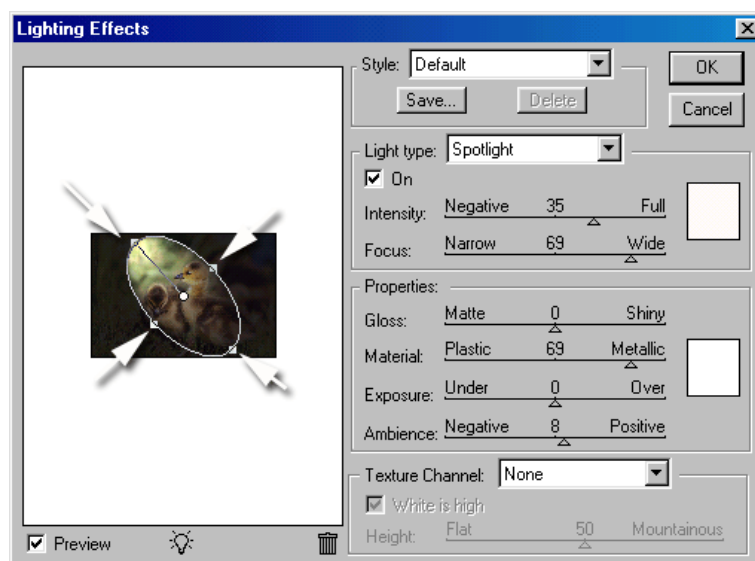 Lighting Effects
Style: Default
OK
Save... Delete
Cancel
Light type: Spotlight
On
Intensity: Negative 35 Full
Focus: Narrow 69 Wide
Properties:
Gloss: Matte 0 Shiny
Material: Plastic 69 Metallic
Exposure: Under 0 Over
Ambience: Negative 8 Positive
Texture Channel: None
White is high
Height: Flat 50 Mountainous
Preview